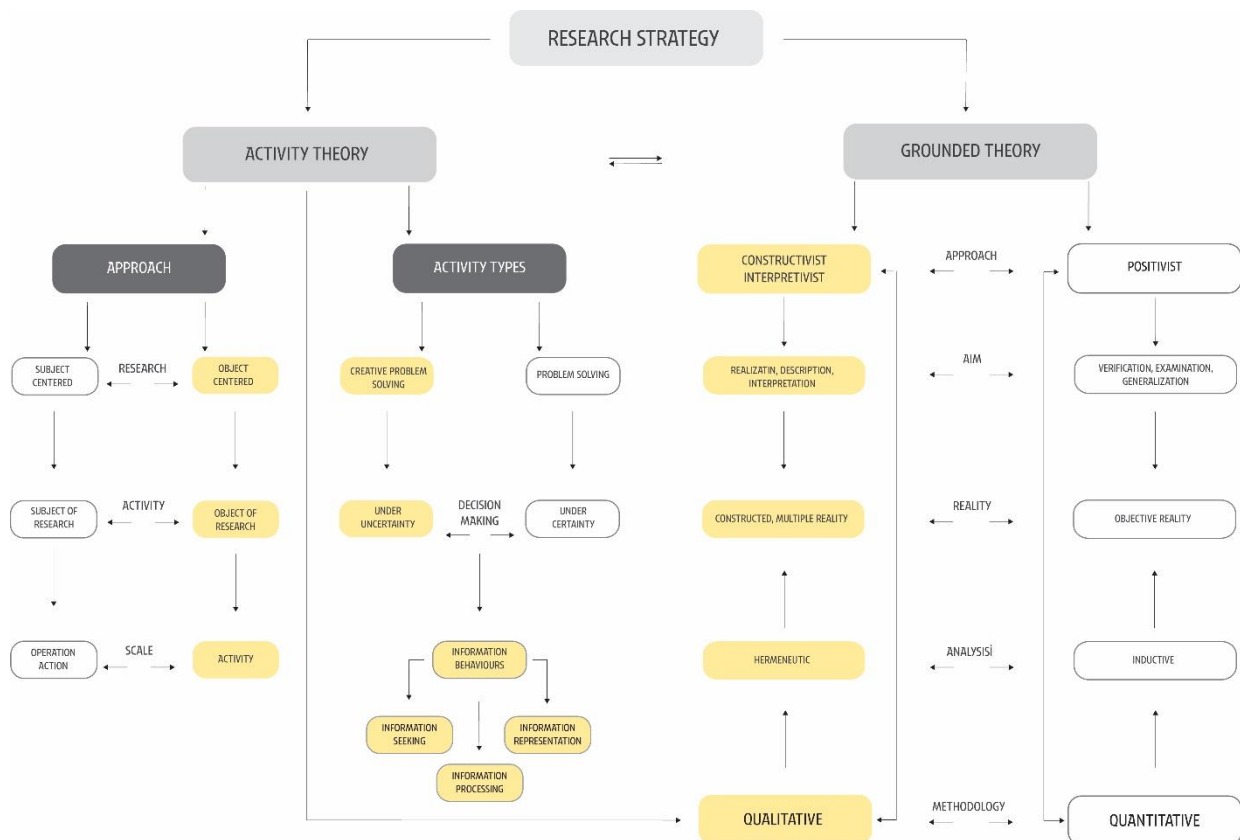 RESEARCH STRATEGY
ACTIVITY THEORY
GROUNDED THEORY
APPROACH
ACTIVITY TYPES
CONSTRUCTIVIST
INTERPRETIVIST
APPROACH
POSITIVIST
SUBJECT
CENTERED
RESEARCH
OBJECT
CENTERED
CREATIVE PROBLEM
SOLVING
PROBLEM SOLVING
REALIZATIN, DESCRIPTION,
INTERPRETATION
AIM
VERIFICATION, EXAMINATION,
GENERALIZATION
SUBJECT OF
RESEARCH
ACTIVITY
OBJECT OF
RESEARCH
UNDER
UNCERTAINTY
DECISION
MAKING
UNDER
CERTAINTY
CONSTRUCTED, MULTIPLE REALITY
REALITY
OBJECTIVE REALITY
OPERATION
ACTION
SCALE
ACTIVITY
INFORMATION
BEHAVIOURS
HERMENEUTIC
ANALYSISİ
INDUCTIVE
INFORMATION
SEEKING
INFORMATION
REPRESENTATION
INFORMATION
PROCESSING
QUALITATIVE
METHODOLOGY
QUANTITATIVE